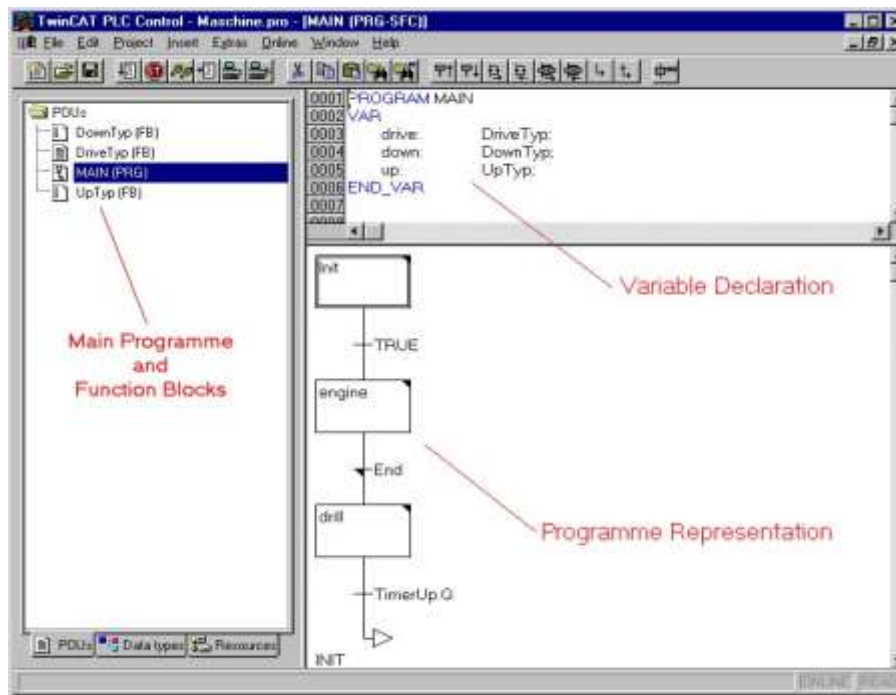 TwinCAT PLC Control - Maschine.pro - [MAIN (PRG-SFC)]
File Edit Project Insert Extras Online Window Help
POUs
DownTyp (FB)
DriveTyp (FB)
MAIN (PRG)
UpTyp (FB)
Main Programme
and
Function Blocks
POUs Data types Resources
0001 PROGRAM MAIN
0002 VAR
0003 drive: DriveTyp;
0004 down: DownTyp;
0005 up: UpTyp;
0006 END_VAR
0007
0008
Variable Declaration
Init
TRUE
engine
End
drill
Programme Representation
TimerUp.Q
INIT
ONLINE